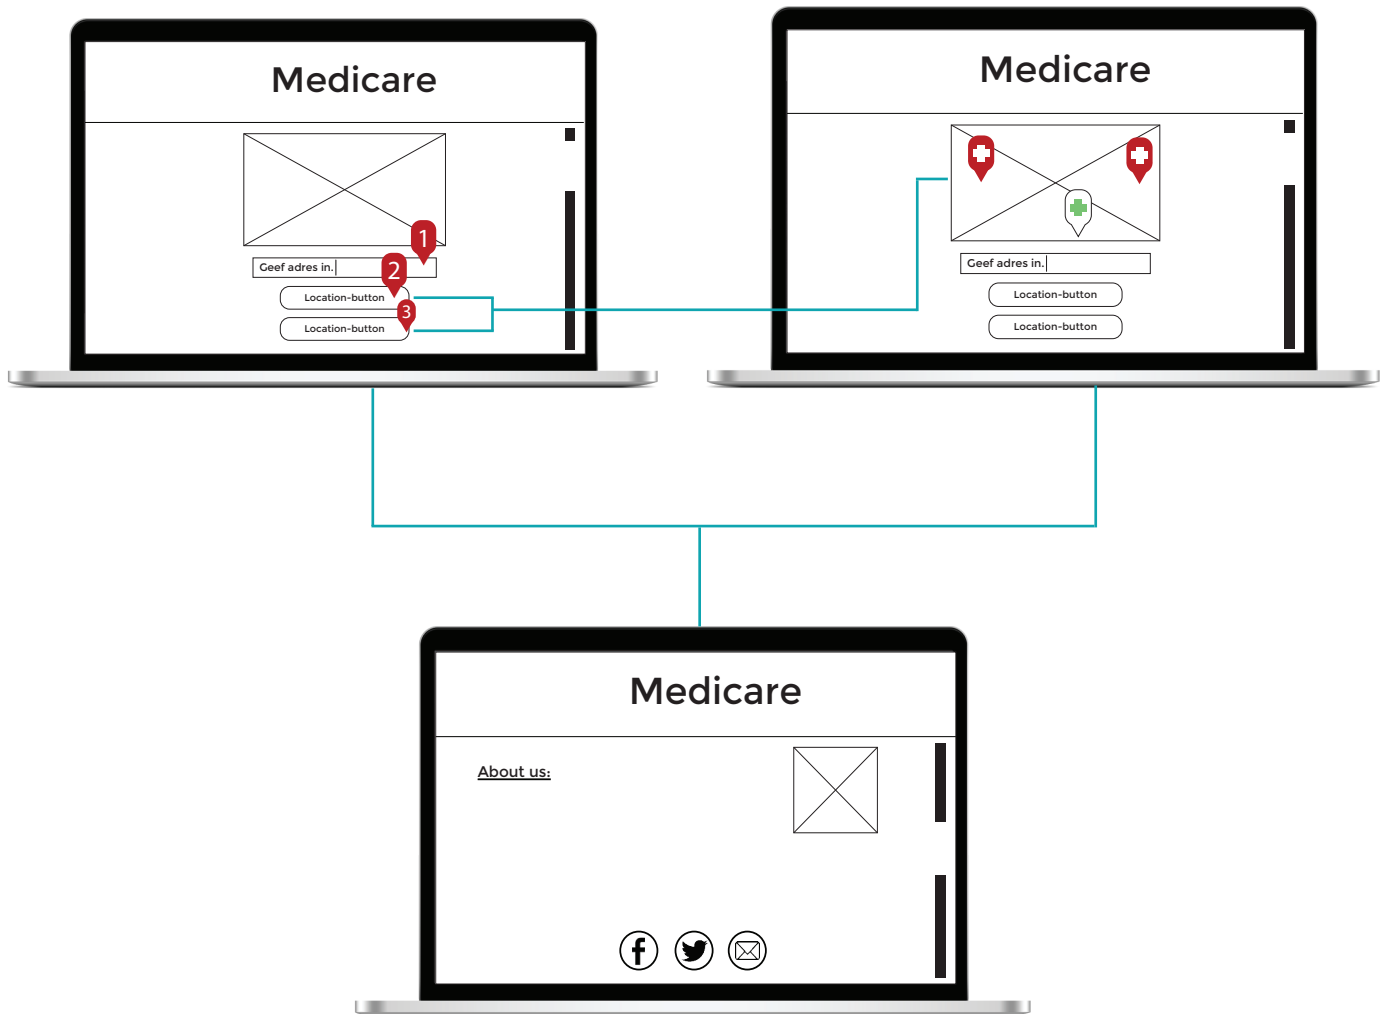 Medicare
1
Geef adres in.
2
Location-button
3
Location-button
Medicare
Geef adres in.
Location-button
Location-button
Medicare
About us: